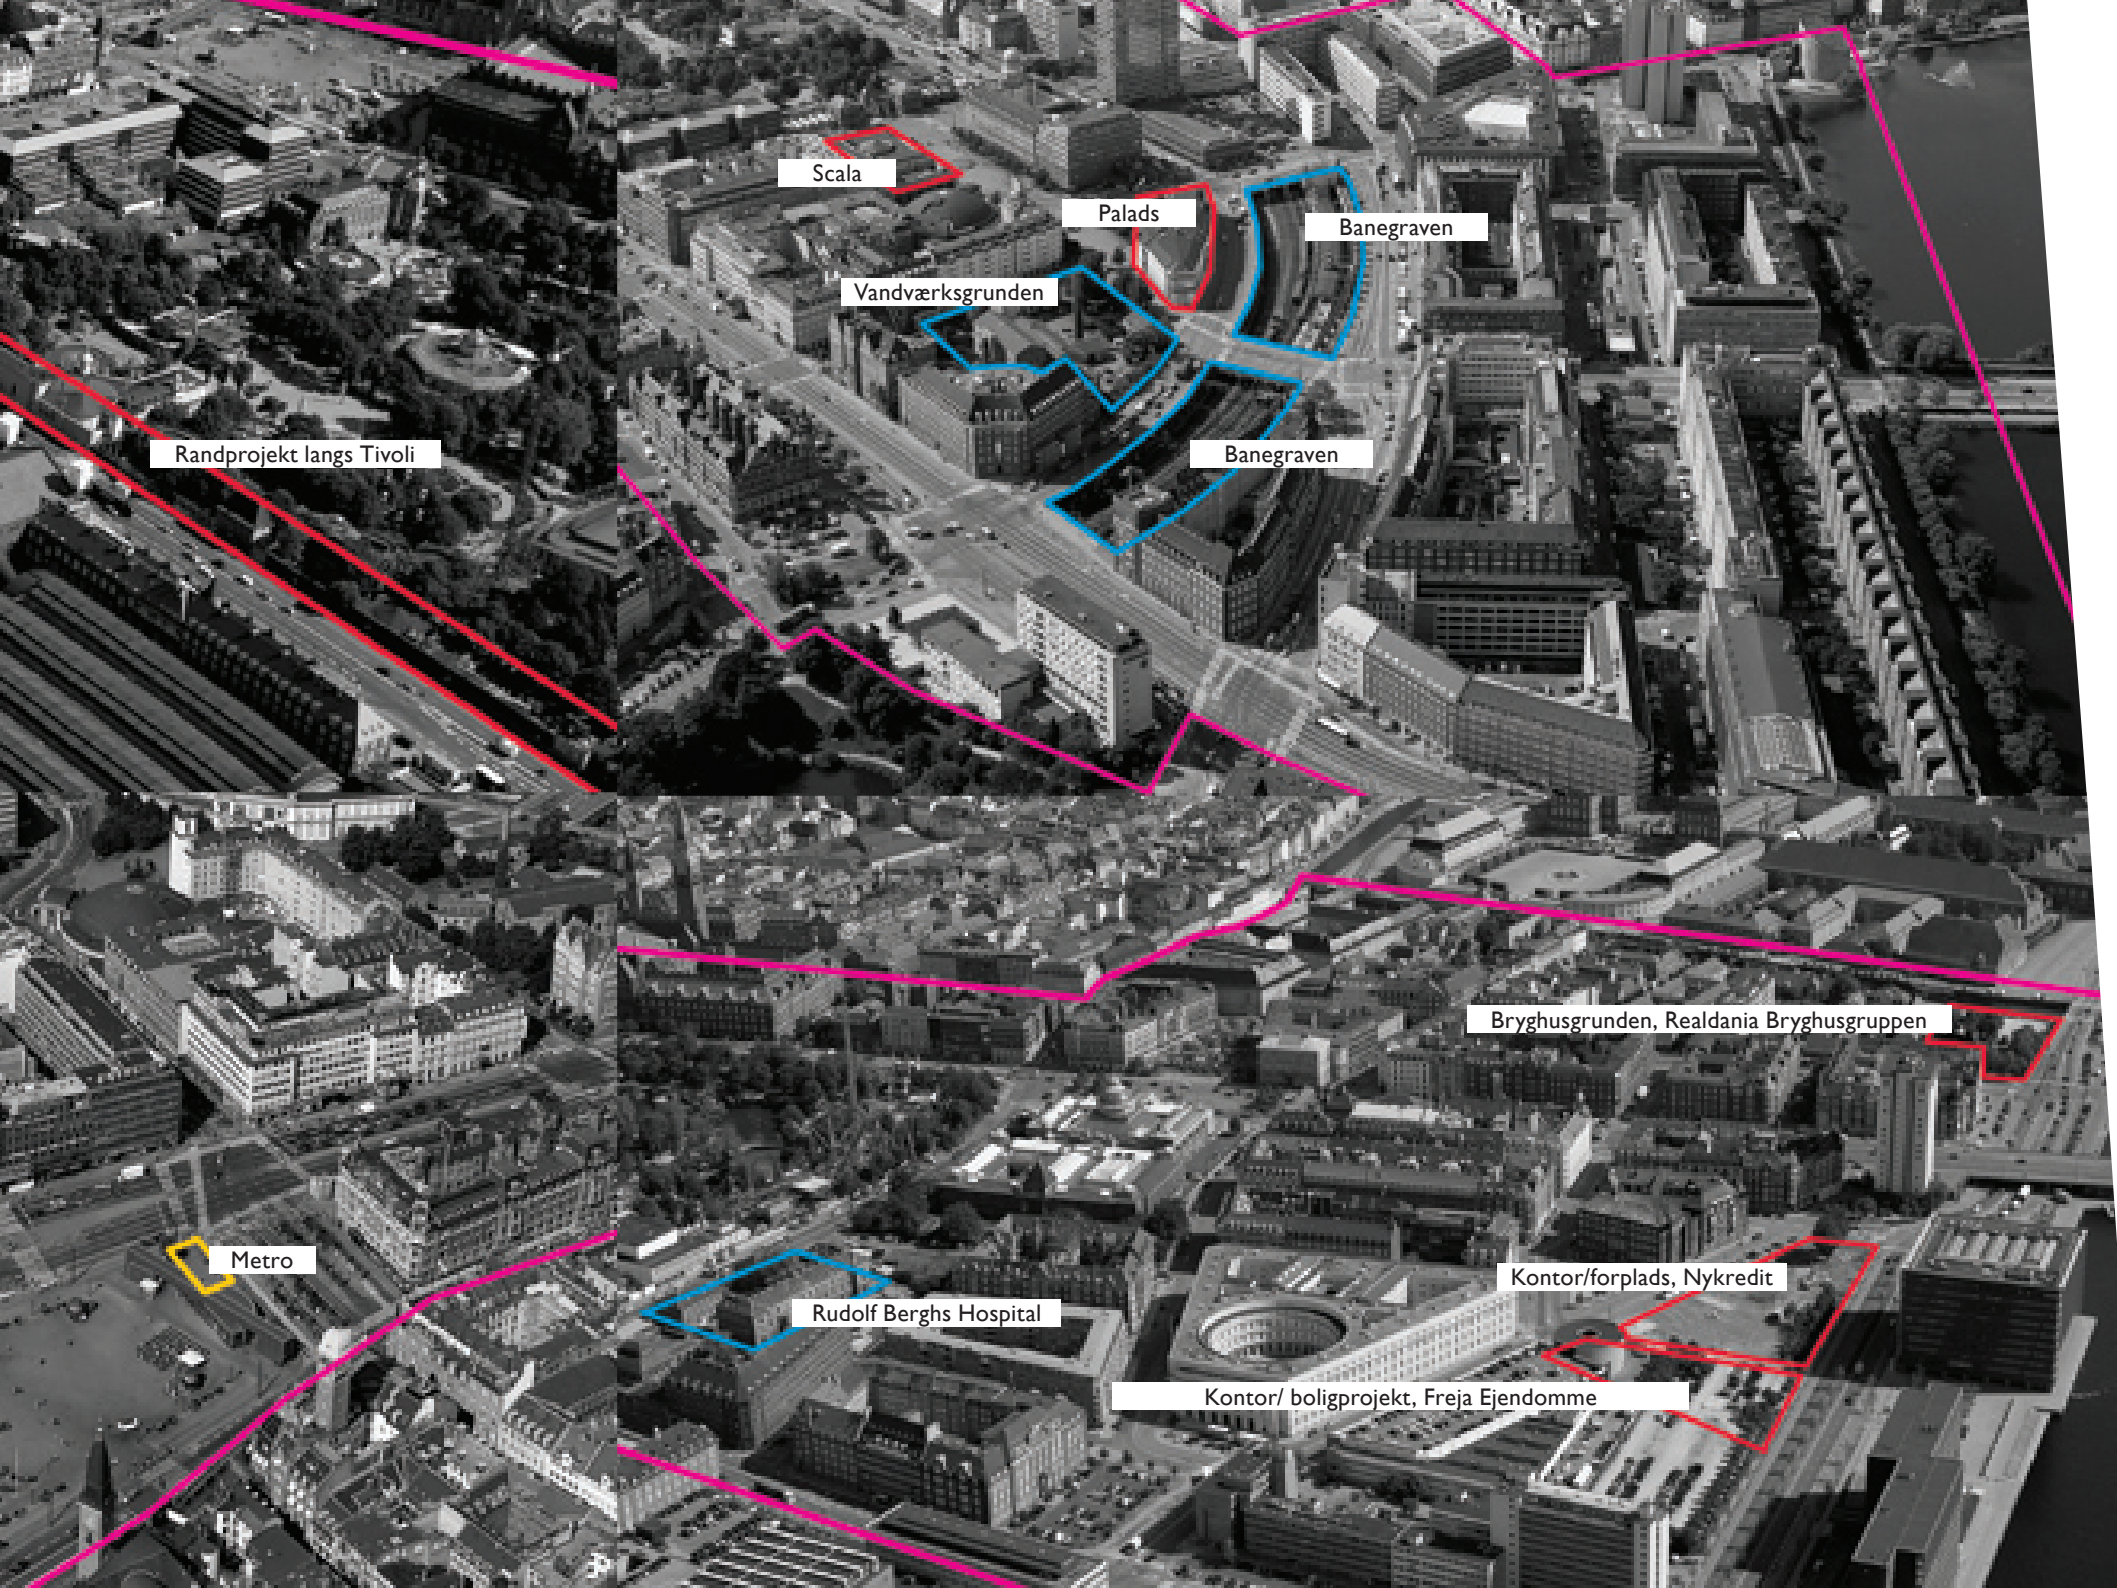 Scala
Palads
Banegraven
Vandværksgrunden
Randprojekt langs Tivoli
Banegraven
Bryghusgrunden, Realdania Bryghusgruppen
Metro
Kontor/forplads, Nykredit
Rudolf Berghs Hospital
Kontor/ boligprojekt, Freja Ejendomme